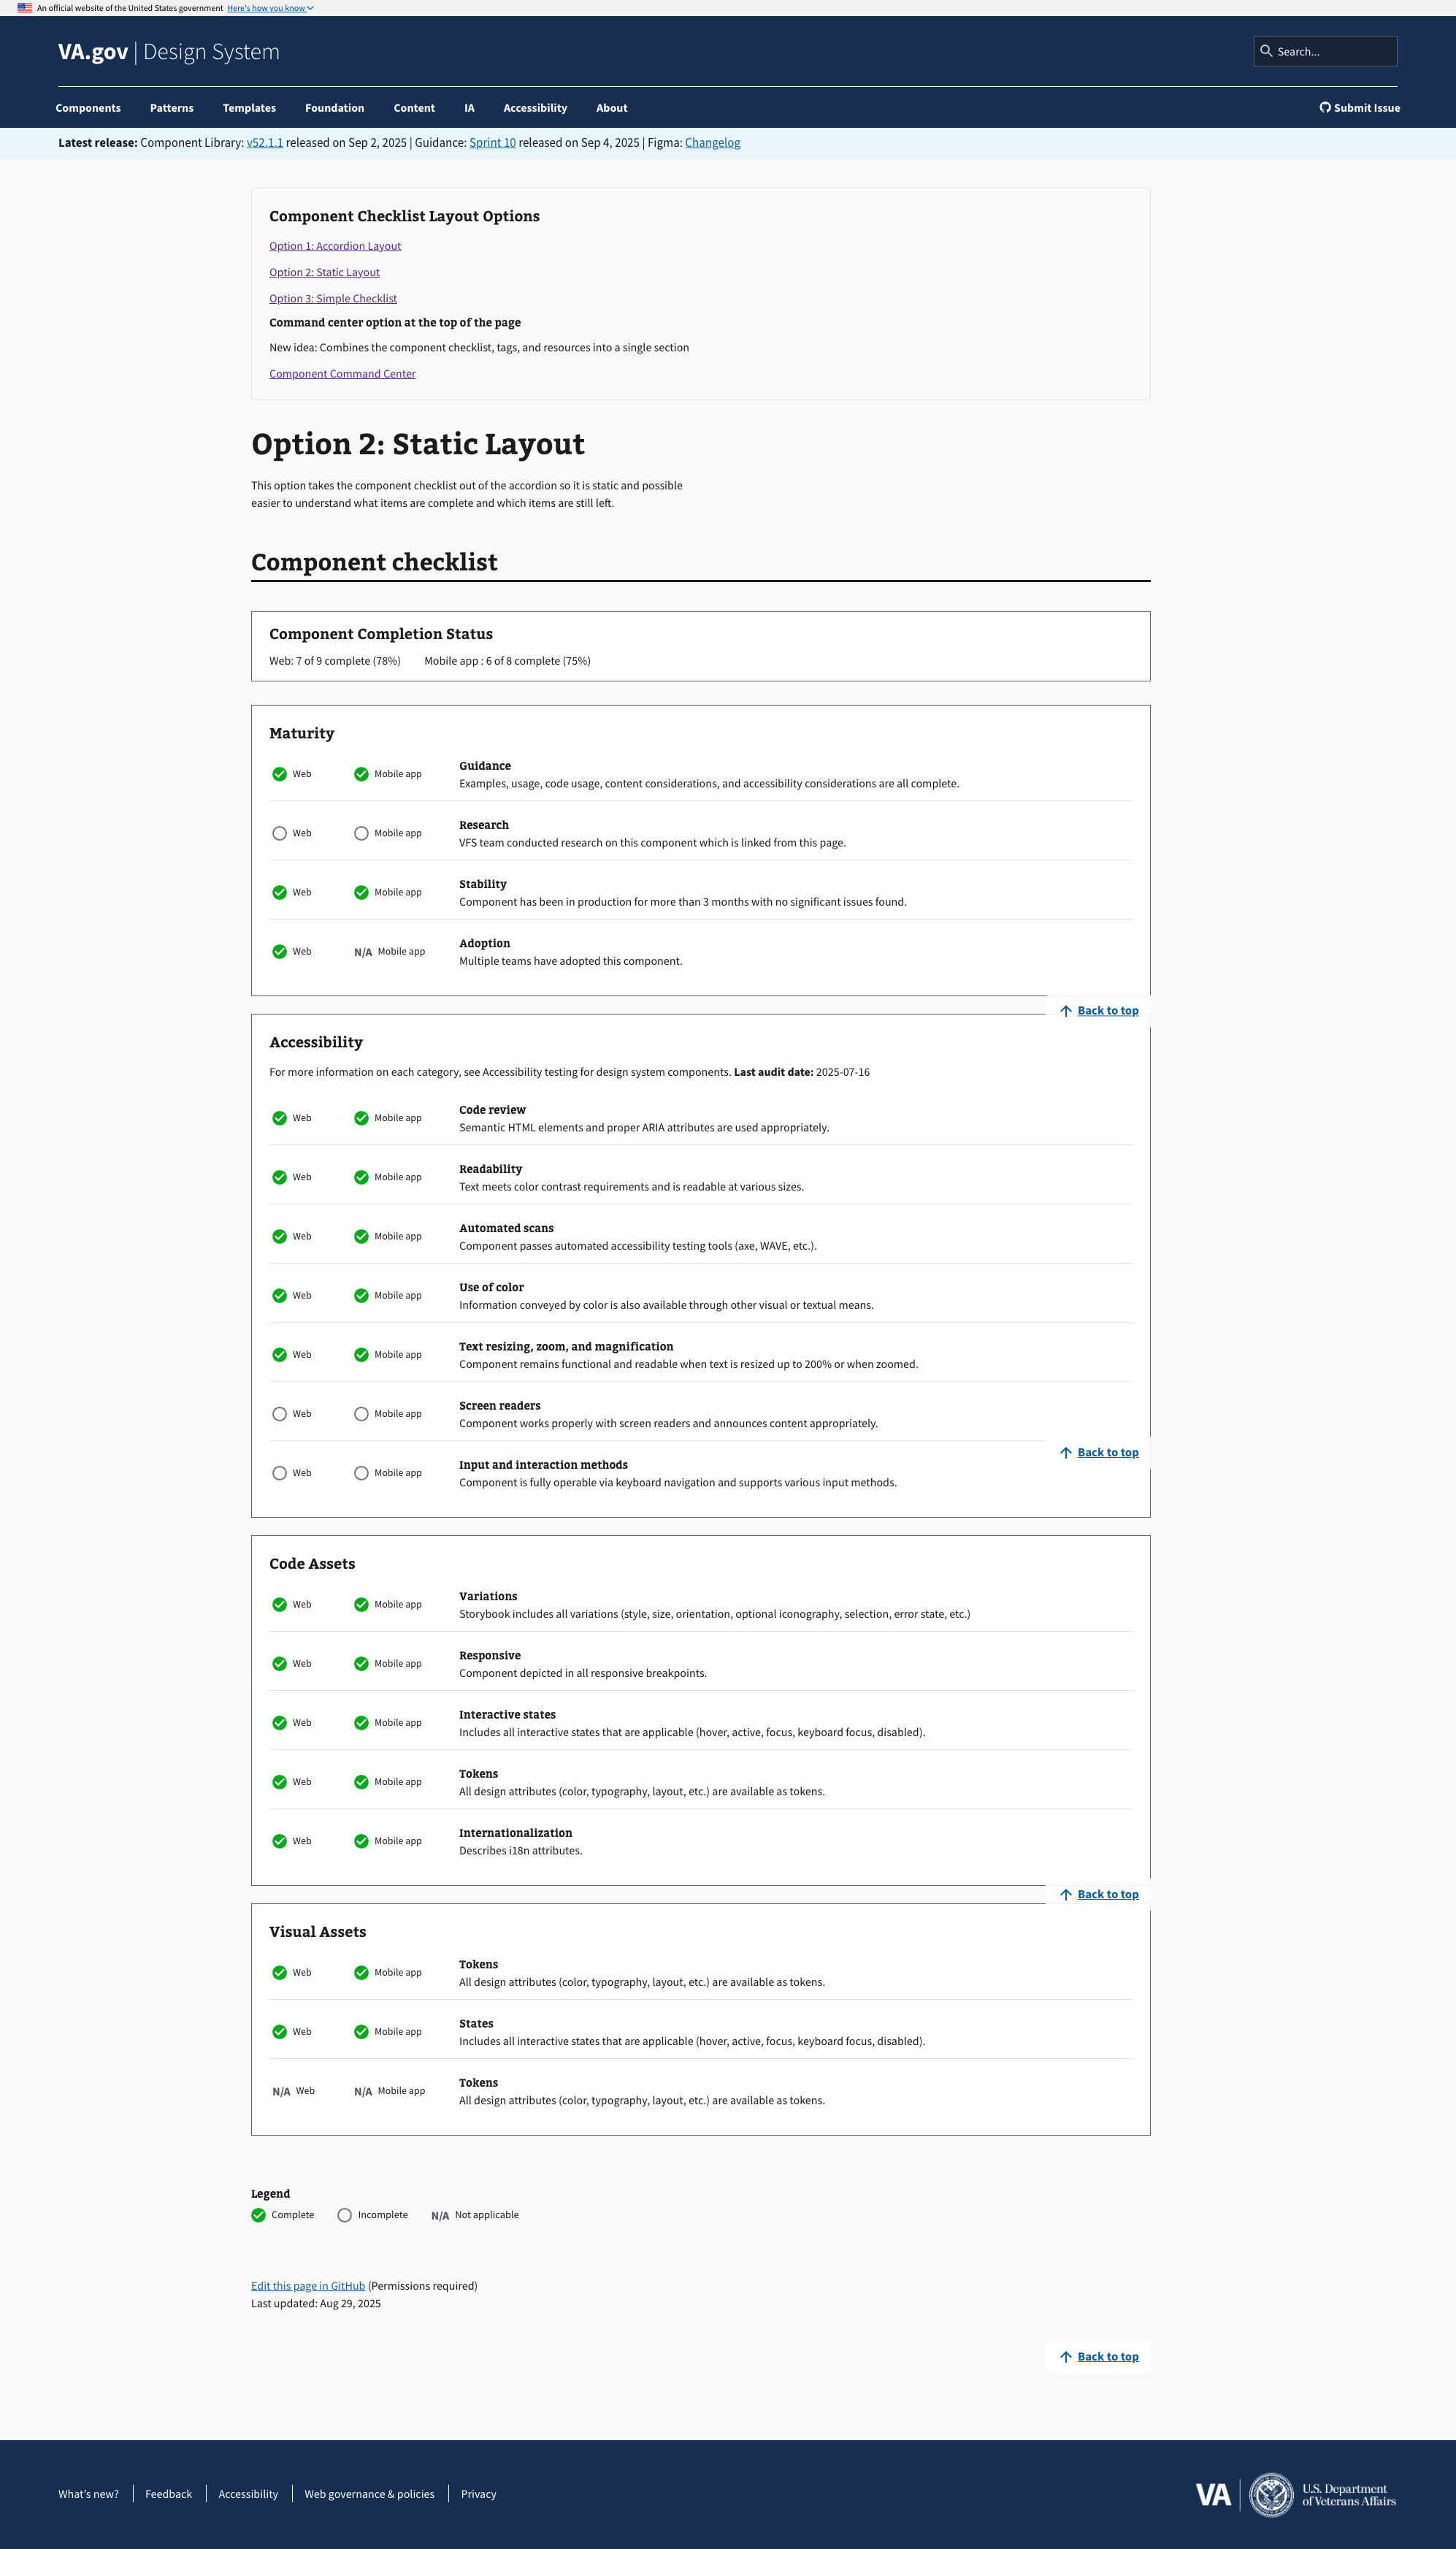 An official website of the United States government Here's how you know
VA.gov | Design System
Search...
Components Patterns Templates Foundation Content IA Accessibility About Submit Issue
Latest release: Component Library: v52.1.1 released on Sep 2, 2025 | Guidance: Sprint 10 released on Sep 4, 2025 | Figma: Changelog
Component Checklist Layout Options
Option 1: Accordion Layout
Option 2: Static Layout
Option 3: Simple Checklist
Command center option at the top of the page
New idea: Combines the component checklist, tags, and resources into a single section
Component Command Center
Option 2: Static Layout
This option takes the component checklist out of the accordion so it is static and possible
easier to understand what items are complete and which items are still left.
Component checklist
Component Completion Status
Web: 7 of 9 complete (78%) Mobile app : 6 of 8 complete (75%)
Maturity
Web Mobile app Guidance
Examples, usage, code usage, content considerations, and accessibility considerations are all complete.
Web Mobile app Research
VFS team conducted research on this component which is linked from this page.
Web Mobile app Stability
Component has been in production for more than 3 months with no significant issues found.
Web N/A Mobile app Adoption
Multiple teams have adopted this component.
Back to top
Accessibility
For more information on each category, see Accessibility testing for design system components. Last audit date: 2025-07-16
Web Mobile app Code review
Semantic HTML elements and proper ARIA attributes are used appropriately.
Web Mobile app Readability
Text meets color contrast requirements and is readable at various sizes.
Web Mobile app Automated scans
Component passes automated accessibility testing tools (axe, WAVE, etc.).
Web Mobile app Use of color
Information conveyed by color is also available through other visual or textual means.
Web Mobile app Text resizing, zoom, and magnification
Component remains functional and readable when text is resized up to 200% or when zoomed.
Web Mobile app Screen readers
Component works properly with screen readers and announces content appropriately.
Back to top
Web Mobile app Input and interaction methods
Component is fully operable via keyboard navigation and supports various input methods.
Code Assets
Web Mobile app Variations
Storybook includes all variations (style, size, orientation, optional iconography, selection, error state, etc.)
Web Mobile app Responsive
Component depicted in all responsive breakpoints.
Web Mobile app Interactive states
Includes all interactive states that are applicable (hover, active, focus, keyboard focus, disabled).
Web Mobile app Tokens
All design attributes (color, typography, layout, etc.) are available as tokens.
Web Mobile app Internationalization
Describes i18n attributes.
Back to top
Visual Assets
Web Mobile app Tokens
All design attributes (color, typography, layout, etc.) are available as tokens.
Web Mobile app States
Includes all interactive states that are applicable (hover, active, focus, keyboard focus, disabled).
N/A Web N/A Mobile app Tokens
All design attributes (color, typography, layout, etc.) are available as tokens.
Legend
Complete Incomplete N/A Not applicable
Edit this page in GitHub (Permissions required)
Last updated: Aug 29, 2025
Back to top
What's new? Feedback Accessibility Web governance & policies Privacy
VA U.S. Department
of Veterans Affairs